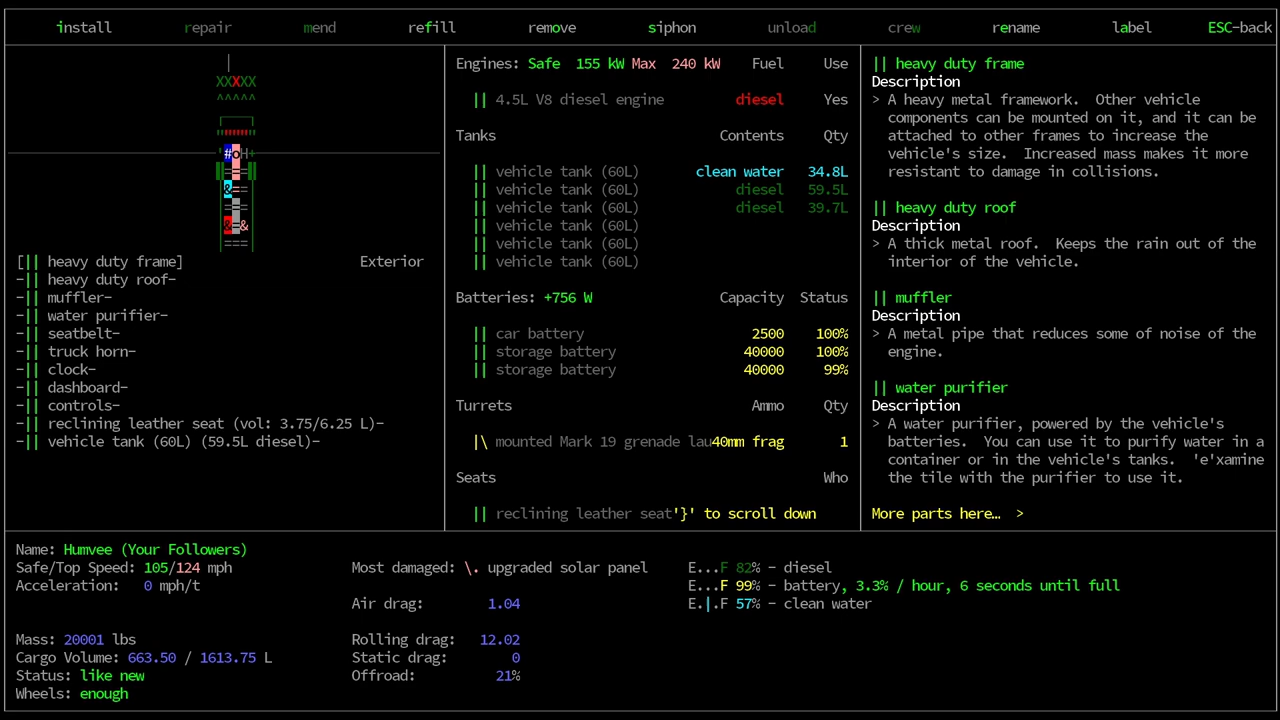 install repair mend refill remove siphon unload crew rename label ESC-back
XXXXX
^^^^^
[|| heavy duty frame] Exterior
-|| heavy duty roof-
-|| muffler-
-|| water purifier-
-|| seatbelt-
-|| truck horn-
-|| clock-
-|| dashboard-
-|| controls-
-|| reclining leather seat (vol: 3.75/6.25 L)-
-|| vehicle tank (60L) (59.5L diesel)-
Engines: Safe 155 kW Max 240 kW Fuel Use
|| 4.5L V8 diesel engine diesel Yes
Tanks Contents Qty
|| vehicle tank (60L) clean water 34.8L
|| vehicle tank (60L) diesel 59.5L
|| vehicle tank (60L) diesel 39.7L
|| vehicle tank (60L)
|| vehicle tank (60L)
|| vehicle tank (60L)
Batteries: +756 W Capacity Status
|| car battery 2500 100%
|| storage battery 40000 100%
|| storage battery 40000 99%
Turrets Ammo Qty
|\ mounted Mark 19 grenade lau40mm frag 1
Seats Who
|| reclining leather seat'}' to scroll down
|| heavy duty frame
Description
> A heavy metal framework. Other vehicle
components can be mounted on it, and it can be
attached to other frames to increase the
vehicle's size. Increased mass makes it more
resistant to damage in collisions.
|| heavy duty roof
Description
> A thick metal roof. Keeps the rain out of the
interior of the vehicle.
|| muffler
Description
> A metal pipe that reduces some of noise of the
engine.
|| water purifier
Description
> A water purifier, powered by the vehicle's
batteries. You can use it to purify water in a
container or in the vehicle's tanks. 'e'xamine
the tile with the purifier to use it.
More parts here… >
Name: Humvee (Your Followers)
Safe/Top Speed: 105/124 mph Most damaged: \. upgraded solar panel E...F 82% - diesel
Acceleration: 0 mph/t E...F 99% - battery, 3.3% / hour, 6 seconds until full
Air drag: 1.04 E.|.F 57% - clean water
Mass: 20001 lbs Rolling drag: 12.02
Cargo Volume: 663.50 / 1613.75 L Static drag: 0
Status: like new Offroad: 21%
Wheels: enough